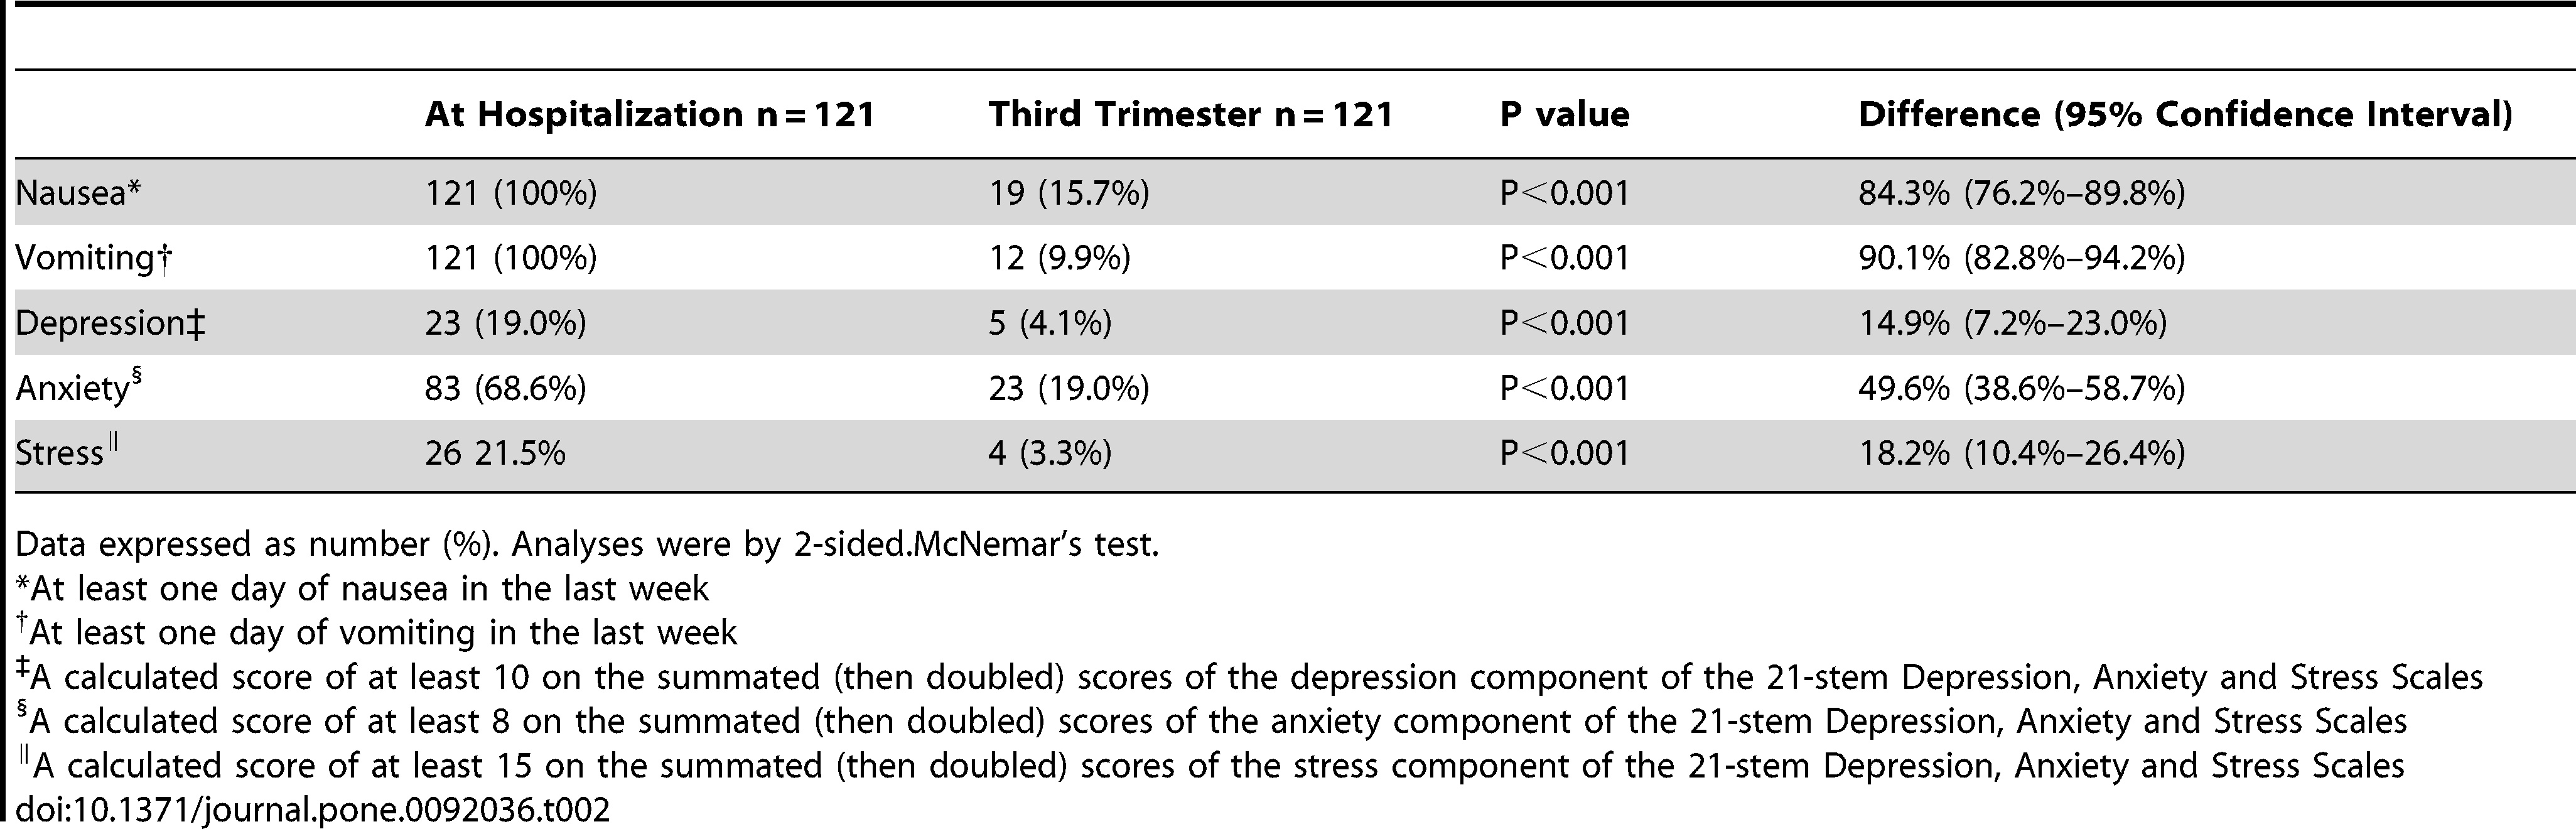 At Hospitalization n = 121 Third Trimester n = 121 P value Difference (95% Confidence Interval)
Nausea* 121 (100%) 19 (15.7%) P<0.001 84.3% (76.2%–89.8%)
Vomiting† 121 (100%) 12 (9.9%) P<0.001 90.1% (82.8%–94.2%)
Depression‡ 23 (19.0%) 5 (4.1%) P<0.001 14.9% (7.2%–23.0%)
Anxiety§ 83 (68.6%) 23 (19.0%) P<0.001 49.6% (38.6%–58.7%)
Stress|| 26 21.5% 4 (3.3%) P<0.001 18.2% (10.4%–26.4%)
Data expressed as number (%). Analyses were by 2-sided.McNemar's test.
*At least one day of nausea in the last week
†At least one day of vomiting in the last week
‡A calculated score of at least 10 on the summated (then doubled) scores of the depression component of the 21-stem Depression, Anxiety and Stress Scales
§A calculated score of at least 8 on the summated (then doubled) scores of the anxiety component of the 21-stem Depression, Anxiety and Stress Scales
||A calculated score of at least 15 on the summated (then doubled) scores of the stress component of the 21-stem Depression, Anxiety and Stress Scales
doi:10.1371/journal.pone.0092036.t002